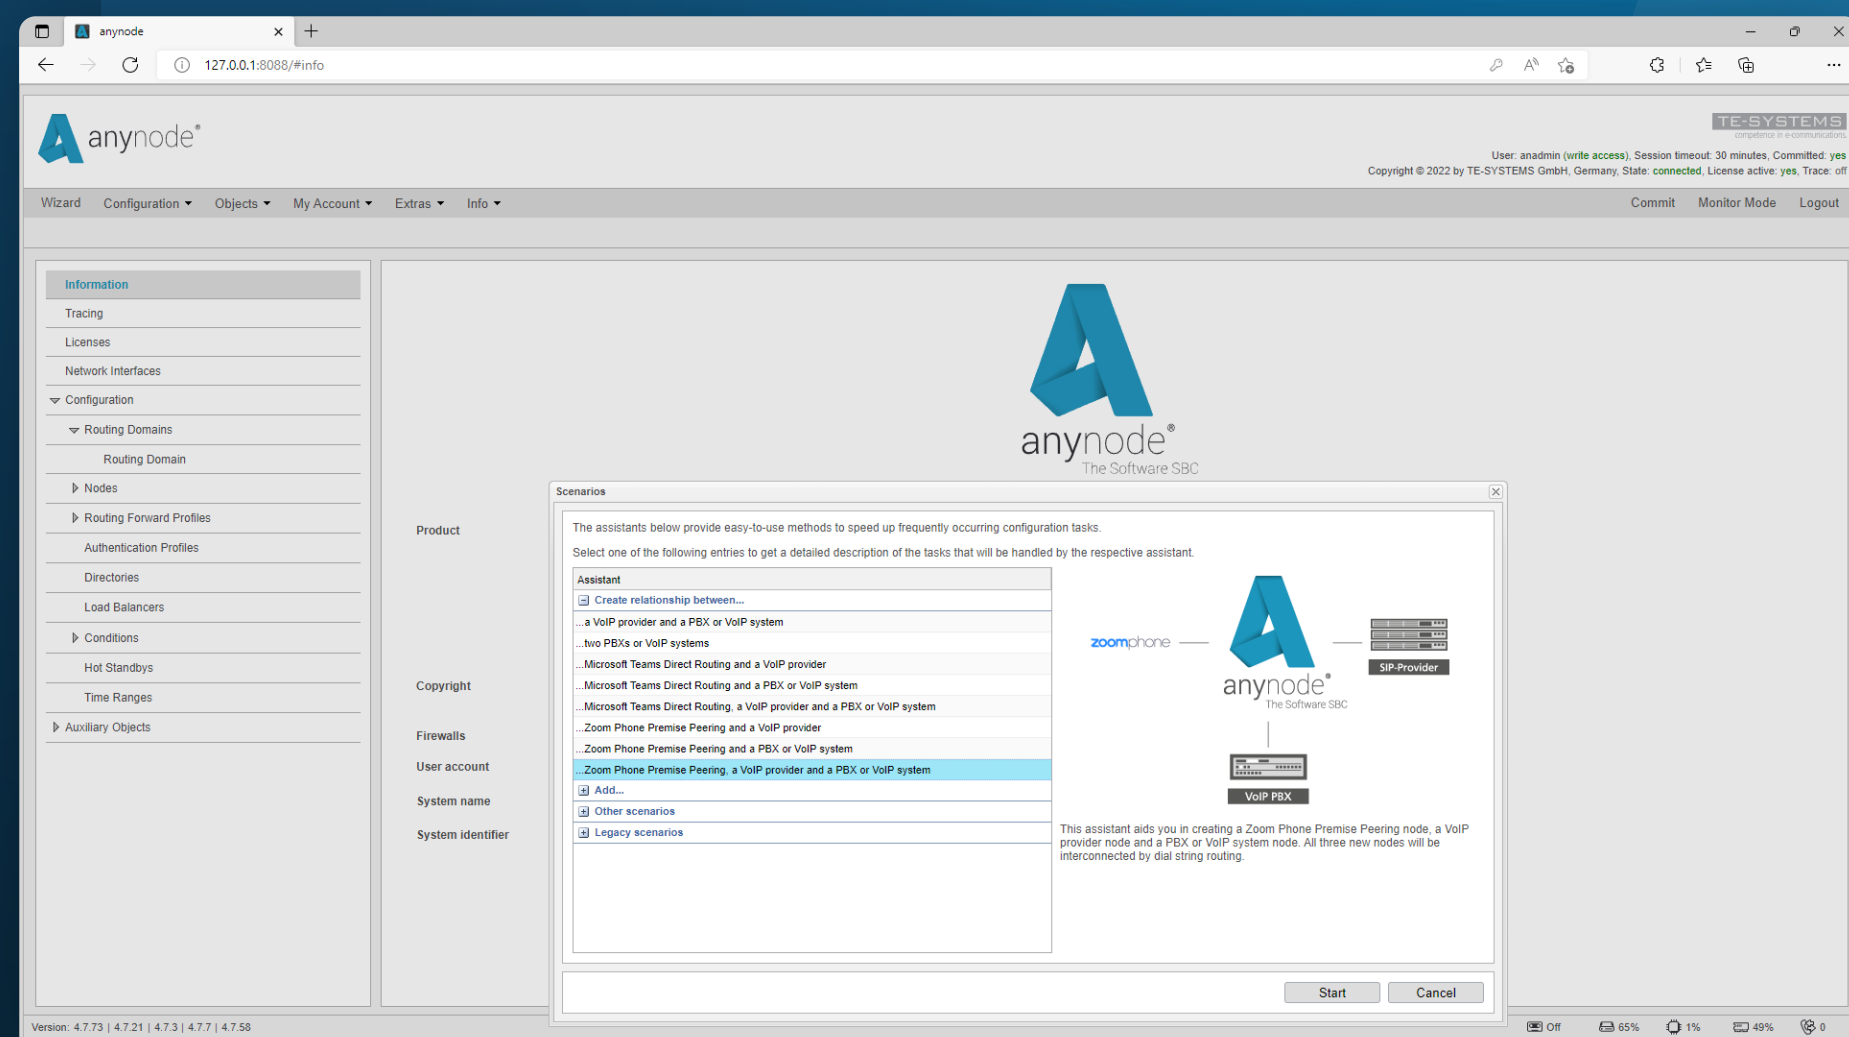 anynode
127.0.0.1:8088/#info
anynode®
TE-SYSTEMS
competence in e-communications.
User: anadmin (write access), Session timeout: 30 minutes, Committed: yes
Copyright © 2022 by TE-SYSTEMS GmbH, Germany, State: connected, License active: yes, Trace: off
Wizard Configuration Objects My Account Extras Info Commit Monitor Mode Logout
Information
Tracing
Licenses
Network Interfaces
Configuration
Routing Domains
Routing Domain
Nodes
Routing Forward Profiles
Authentication Profiles
Directories
Load Balancers
Conditions
Hot Standbys
Time Ranges
Auxiliary Objects
anynode®
The Software SBC
Product
Copyright
Firewalls
User account
System name
System identifier
Scenarios
The assistants below provide easy-to-use methods to speed up frequently occurring configuration tasks.
Select one of the following entries to get a detailed description of the tasks that will be handled by the respective assistant.
Assistant
Create relationship between...
...a VoIP provider and a PBX or VoIP system
...two PBXs or VoIP systems
...Microsoft Teams Direct Routing and a VoIP provider
...Microsoft Teams Direct Routing and a PBX or VoIP system
...Microsoft Teams Direct Routing, a VoIP provider and a PBX or VoIP system
...Zoom Phone Premise Peering and a VoIP provider
...Zoom Phone Premise Peering and a PBX or VoIP system
...Zoom Phone Premise Peering, a VoIP provider and a PBX or VoIP system
Add...
Other scenarios
Legacy scenarios
zoomphone
anynode®
The Software SBC
SIP-Provider
VoIP PBX
This assistant aids you in creating a Zoom Phone Premise Peering node, a VoIP
provider node and a PBX or VoIP system node. All three new nodes will be
interconnected by dial string routing.
Start Cancel
Version: 4.7.73 | 4.7.21 | 4.7.3 | 4.7.7 | 4.7.58
Off 65% 1% 49% 0